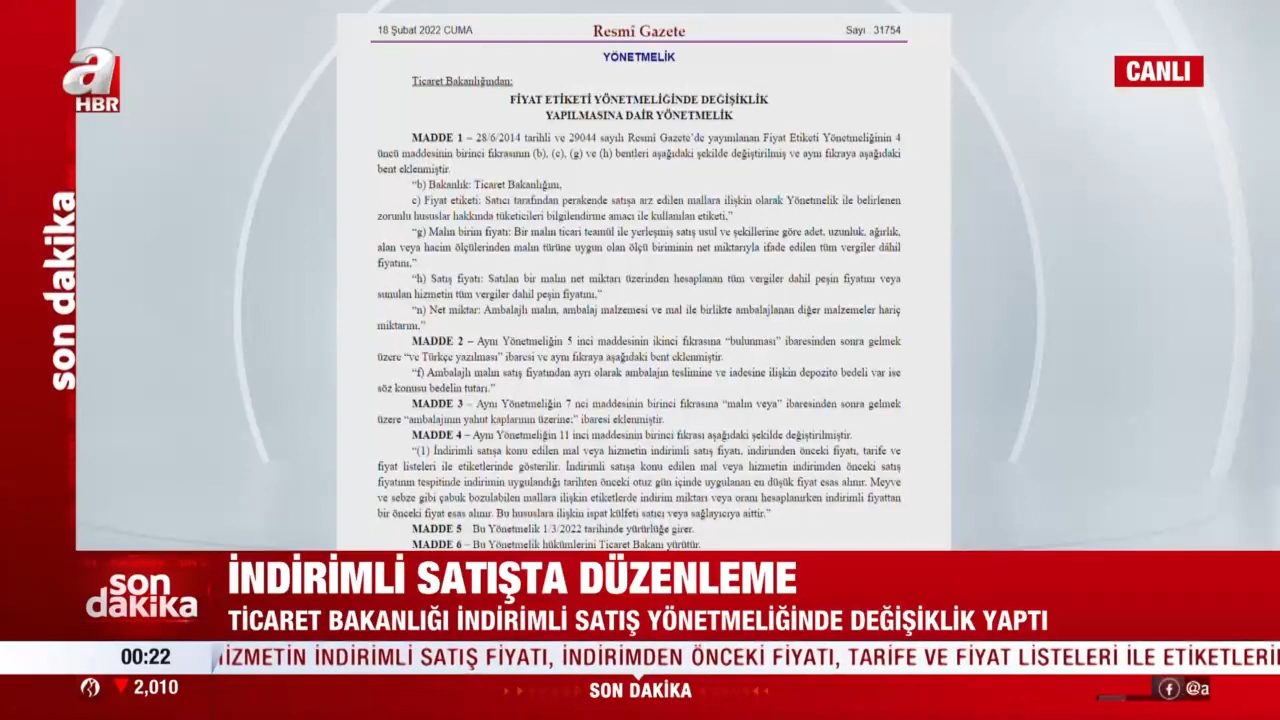 18 Şubat 2022 CUMA
Resmî Gazete
Sayı : 31754
YÖNETMELİK
Ticaret Bakanlığından:
FİYAT ETİKETİ YÖNETMELİĞİNDE DEĞİŞİKLİK
YAPILMASINA DAİR YÖNETMELİK
MADDE 1 – 28/6/2014 tarihli ve 29044 sayılı Resmî Gazete'de yayımlanan Fiyat Etiketi Yönetmeliğinin 4
üncü maddesinin birinci fıkrasının (b), (c), (g) ve (h) bentleri aşağıdaki şekilde değiştirilmiş ve aynı fıkraya aşağıdaki
bent eklenmiştir.
“b) Bakanlık: Ticaret Bakanlığını,
c) Fiyat etiketi: Satıcı tarafından perakende satışa arz edilen mallara ilişkin olarak Yönetmelik ile belirlenen
zorunlu hususlar hakkında tüketicileri bilgilendirme amacı ile kullanılan etiketi,”
“g) Malın birim fiyatı: Bir malın ticari teamül ile yerleşmiş satış usul ve şekillerine göre adet, uzunluk, ağırlık,
alan veya hacim ölçülerinden malın türüne uygun olan ölçü biriminin net miktarıyla ifade edilen tüm vergiler dâhil
fiyatını,”
“h) Satış fiyatı: Satılan bir malın net miktarı üzerinden hesaplanan tüm vergiler dahil peşin fiyatını veya
sunulan hizmetin tüm vergiler dahil peşin fiyatını,”
“n) Net miktar: Ambalajlı malın, ambalaj malzemesi ve mal ile birlikte ambalajlanan diğer malzemeler hariç
miktarını,”
MADDE 2 – Aynı Yönetmeliğin 5 inci maddesinin ikinci fıkrasına “bulunması” ibaresinden sonra gelmek
üzere “ve Türkçe yazılması” ibaresi ve aynı fıkraya aşağıdaki bent eklenmiştir.
“f) Ambalajlı malın satış fiyatından ayrı olarak ambalajın teslimine ve iadesine ilişkin depozito bedeli var ise
söz konusu bedelin tutarı.”
MADDE 3 – Aynı Yönetmeliğin 7 nci maddesinin birinci fıkrasına “malın veya” ibaresinden sonra gelmek
üzere “ambalajının yahut kaplarının üzerine;” ibaresi eklenmiştir.
MADDE 4 – Aynı Yönetmeliğin 11 inci maddesinin birinci fıkrası aşağıdaki şekilde değiştirilmiştir.
“(1) İndirimli satışa konu edilen mal veya hizmetin indirimli satış fiyatı, indirimden önceki fiyatı, tarife ve
fiyat listeleri ile etiketlerinde gösterilir. İndirimli satışa konu edilen mal veya hizmetin indirimden önceki satış
fiyatının tespitinde indirimin uygulandığı tarihten önceki otuz gün içinde uygulanan en düşük fiyat esas alınır. Meyve
ve sebze gibi çabuk bozulabilen mallara ilişkin etiketlerde indirim miktarı veya oranı hesaplanırken indirimli fiyattan
bir önceki fiyat esas alınır. Bu hususlara ilişkin ispat külfeti satıcı veya sağlayıcıya aittir.”
MADDE 5 – Bu Yönetmelik 1/3/2022 tarihinde yürürlüğe girer.
MADDE 6 – Bu Yönetmelik hükümlerini Ticaret Bakanı yürütür.
a
HBR
CANLI
son dakika
son
dakika
İNDİRİMLİ SATIŞTA DÜZENLEME
TİCARET BAKANLIĞI İNDİRİMLİ SATIŞ YÖNETMELİĞİNDE DEĞİŞİKLİK YAPTI
00:22
HİZMETİN İNDİRİMLİ SATIŞ FİYATI, İNDİRİMDEN ÖNCEKİ FİYATI, TARİFE VE FİYAT LİSTELERİ İLE ETİKETLERİ
2,010
SON DAKİKA
@a